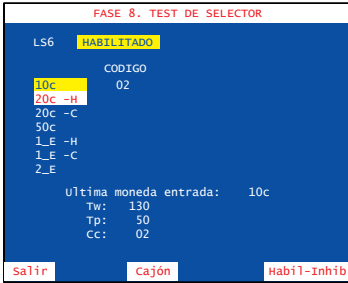 FASE 8. TEST DE SELECTOR
LS6 HABILITADO
CODIGO
10c 02
20c -H
20c -C
50c
1_E -H
1_E -C
2_E
Ultima moneda entrada: 10c
Tw: 130
Tp: 50
Cc: 02
Salir Cajón Habil-Inhib